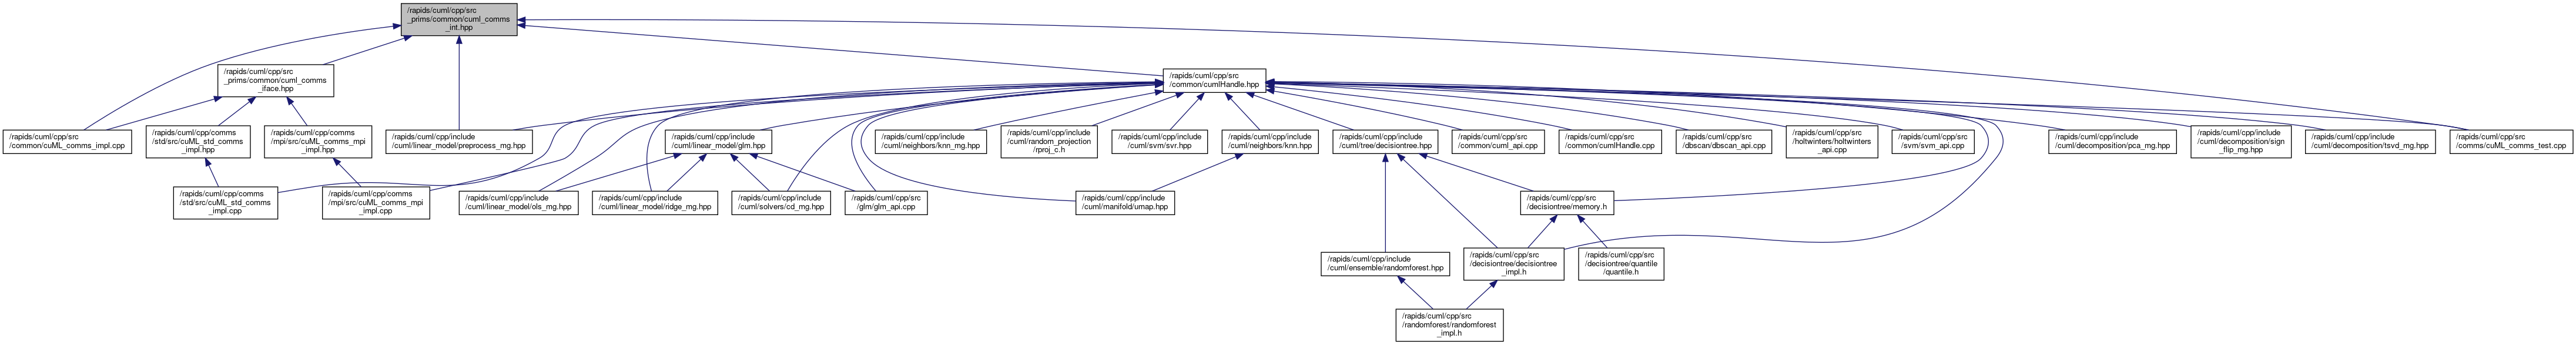 /rapids/cuml/cpp/src
_prims/common/cuml_comms
_int.hpp
/rapids/cuml/cpp/src
_prims/common/cuml_comms
_iface.hpp
/rapids/cuml/cpp/src
/common/cumlHandle.hpp
/rapids/cuml/cpp/src
/common/cuML_comms_impl.cpp
/rapids/cuml/cpp/comms
/std/src/cuML_std_comms
_impl.hpp
/rapids/cuml/cpp/comms
/mpi/src/cuML_comms_mpi
_impl.hpp
/rapids/cuml/cpp/include
/cuml/linear_model/preprocess_mg.hpp
/rapids/cuml/cpp/include
/cuml/linear_model/glm.hpp
/rapids/cuml/cpp/include
/cuml/neighbors/knn_mg.hpp
/rapids/cuml/cpp/include
/cuml/random_projection
/rproj_c.h
/rapids/cuml/cpp/include
/cuml/svm/svr.hpp
/rapids/cuml/cpp/include
/cuml/neighbors/knn.hpp
/rapids/cuml/cpp/include
/cuml/tree/decisiontree.hpp
/rapids/cuml/cpp/src
/common/cuml_api.cpp
/rapids/cuml/cpp/src
/common/cumlHandle.cpp
/rapids/cuml/cpp/src
/dbscan/dbscan_api.cpp
/rapids/cuml/cpp/src
/holtwinters/holtwinters
_api.cpp
/rapids/cuml/cpp/src
/svm/svm_api.cpp
/rapids/cuml/cpp/include
/cuml/decomposition/pca_mg.hpp
/rapids/cuml/cpp/include
/cuml/decomposition/sign
_flip_mg.hpp
/rapids/cuml/cpp/include
/cuml/decomposition/tsvd_mg.hpp
/rapids/cuml/cpp/src
/comms/cuML_comms_test.cpp
/rapids/cuml/cpp/comms
/std/src/cuML_std_comms
_impl.cpp
/rapids/cuml/cpp/comms
/mpi/src/cuML_comms_mpi
_impl.cpp
/rapids/cuml/cpp/include
/cuml/linear_model/ols_mg.hpp
/rapids/cuml/cpp/include
/cuml/linear_model/ridge_mg.hpp
/rapids/cuml/cpp/include
/cuml/solvers/cd_mg.hpp
/rapids/cuml/cpp/src
/glm/glm_api.cpp
/rapids/cuml/cpp/include
/cuml/manifold/umap.hpp
/rapids/cuml/cpp/src
/decisiontree/memory.h
/rapids/cuml/cpp/include
/cuml/ensemble/randomforest.hpp
/rapids/cuml/cpp/src
/decisiontree/decisiontree
_impl.h
/rapids/cuml/cpp/src
/decisiontree/quantile
/quantile.h
/rapids/cuml/cpp/src
/randomforest/randomforest
_impl.h